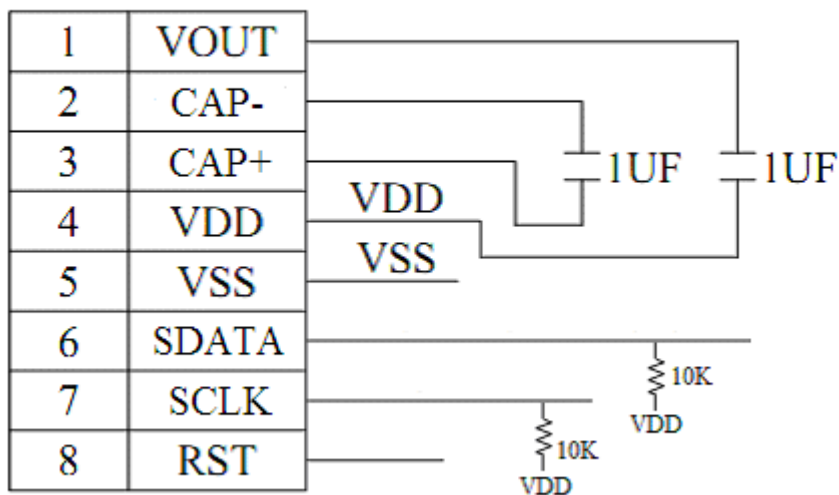 1 VOUT
2 CAP-
3 CAP+ 1UF 1UF
4 VDD VDD
5 VSS VSS
6 SDATA
10K
7 SCLK VDD
8 RST 10K
VDD